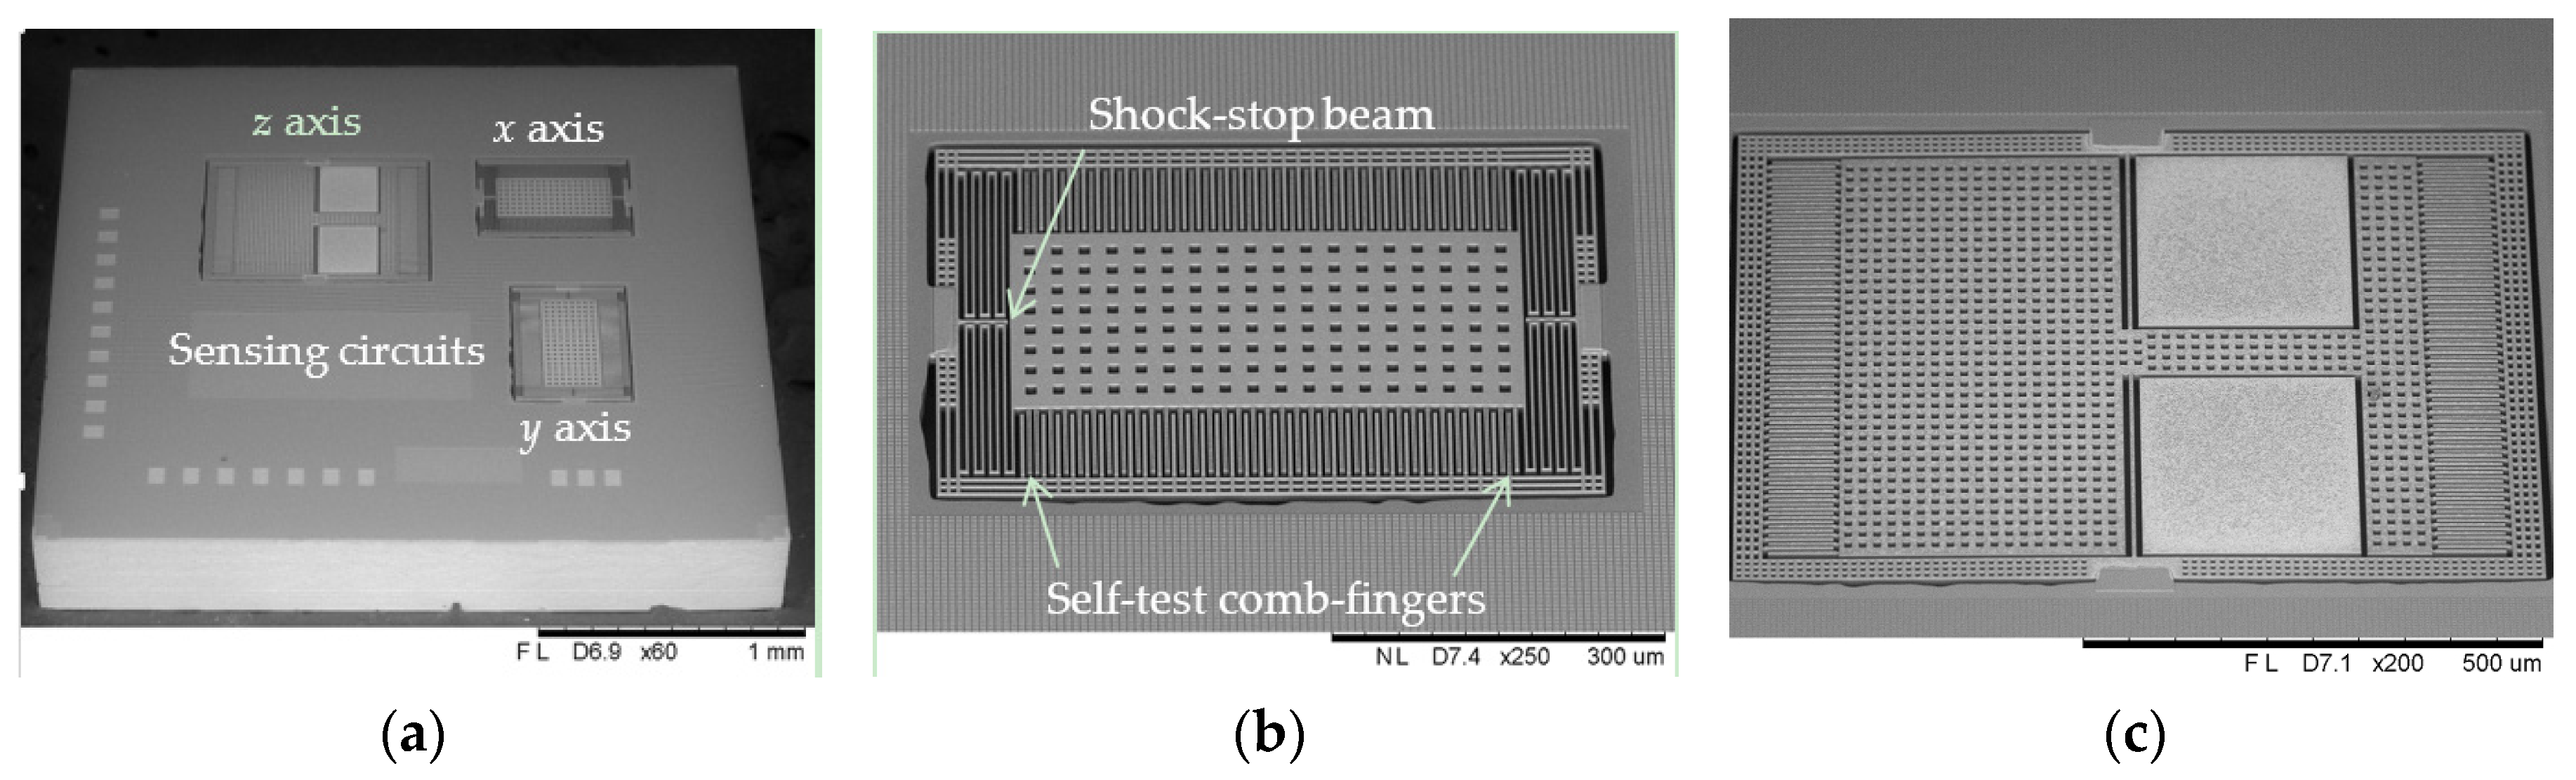 z axis
x axis
Sensing circuits
y axis
F L D6.9 x60 1 mm
(a)
Shock-stop beam
Self-test comb-fingers
N L D7.4 x250 300 um
(b)
F L D7.1 x200 500 um
(c)